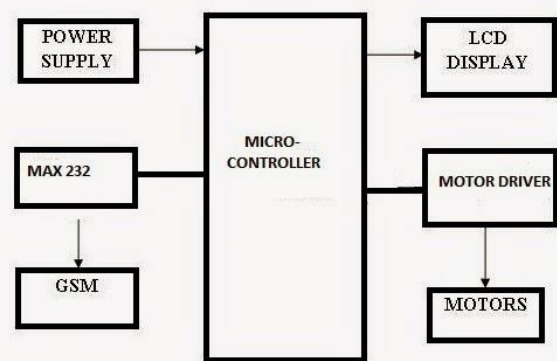 POWER
SUPPLY
LCD
DISPLAY
MICRO-
CONTROLLER
MAX 232
MOTOR DRIVER
GSM
MOTORS